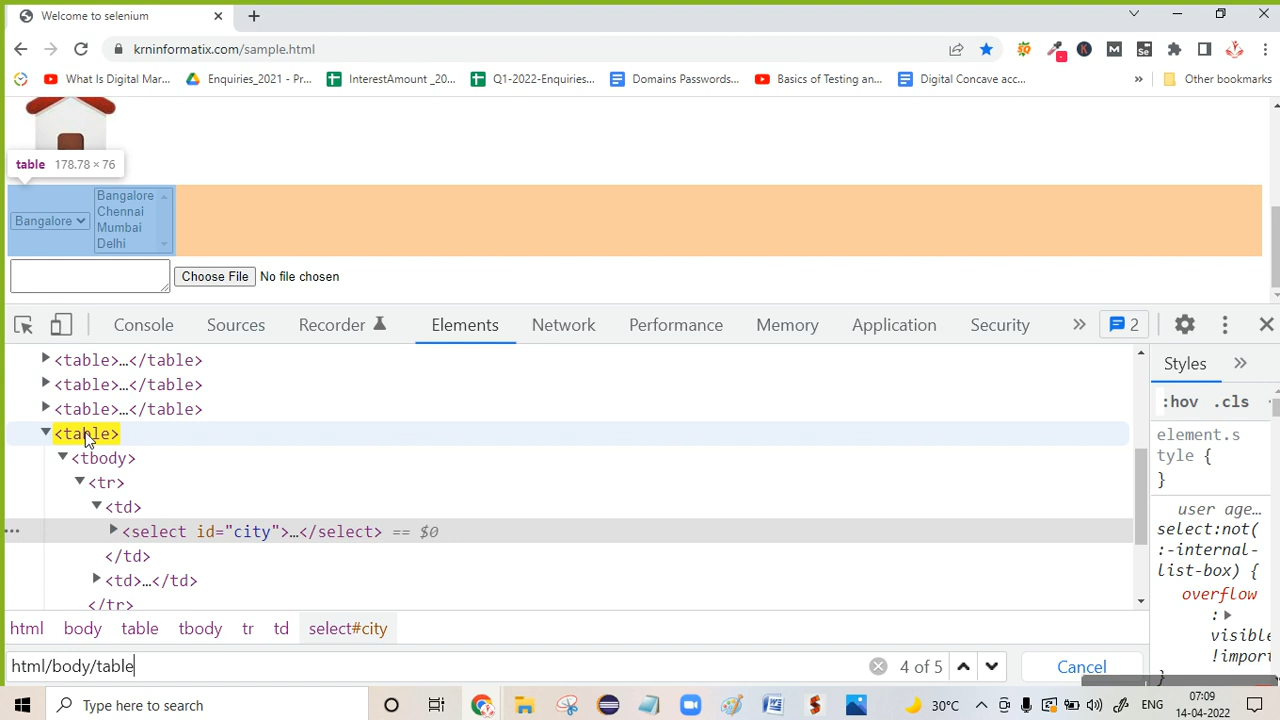 Welcome to selenium
krninformatix.com/sample.html
What Is Digital Mar...
Enquiries_2021 - Pr...
InterestAmount _20...
Q1-2022-Enquiries...
Domains Passwords...
Basics of Testing an...
Digital Concave acc...
»
Other bookmarks
table 178.78 × 76
Bangalore
Bangalore
Chennai
Mumbai
Delhi
Choose File No file chosen
Console Sources Recorder Elements Network Performance Memory Application Security » 2
<table>…</table>
<table>…</table>
<table>…</table>
<table>
<tbody>
<tr>
<td>
<select id="city">…</select> == $0
</td>
<td>…</td>
</tr>
Styles »
:hov .cls
element.s
tyle {
}
user age…
select:not(
:-internal-
list-box) {
overflow
:
visible
!import
}
html body table tbody tr td select#city
html/body/table
4 of 5
Cancel
Type here to search
30°C
ENG
07:09
14-04-2022